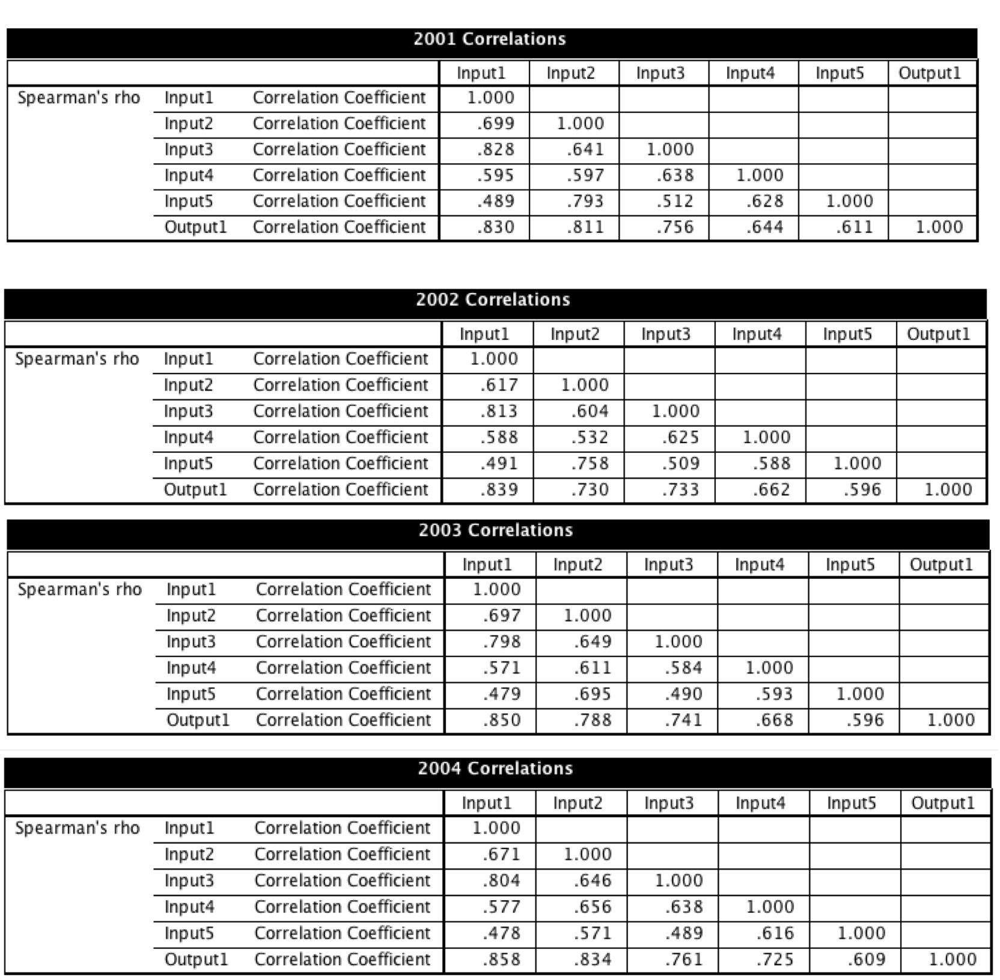 2001 Correlations
Input1 Input2 Input3 Input4 Input5 Output1
Spearman's rho Input1 Correlation Coefficient 1.000
Input2 Correlation Coefficient .699 1.000
Input3 Correlation Coefficient .828 .641 1.000
Input4 Correlation Coefficient .595 .597 .638 1.000
Input5 Correlation Coefficient .489 .793 .512 .628 1.000
Output1 Correlation Coefficient .830 .811 .756 .644 .611 1.000
2002 Correlations
Input1 Input2 Input3 Input4 Input5 Output1
Spearman's rho Input1 Correlation Coefficient 1.000
Input2 Correlation Coefficient .617 1.000
Input3 Correlation Coefficient .813 .604 1.000
Input4 Correlation Coefficient .588 .532 .625 1.000
Input5 Correlation Coefficient .491 .758 .509 .588 1.000
Output1 Correlation Coefficient .839 .730 .733 .662 .596 1.000
2003 Correlations
Input1 Input2 Input3 Input4 Input5 Output1
Spearman's rho Input1 Correlation Coefficient 1.000
Input2 Correlation Coefficient .697 1.000
Input3 Correlation Coefficient .798 .649 1.000
Input4 Correlation Coefficient .571 .611 .584 1.000
Input5 Correlation Coefficient .479 .695 .490 .593 1.000
Output1 Correlation Coefficient .850 .788 .741 .668 .596 1.000
2004 Correlations
Input1 Input2 Input3 Input4 Input5 Output1
Spearman's rho Input1 Correlation Coefficient 1.000
Input2 Correlation Coefficient .671 1.000
Input3 Correlation Coefficient .804 .646 1.000
Input4 Correlation Coefficient .577 .656 .638 1.000
Input5 Correlation Coefficient .478 .571 .489 .616 1.000
Output1 Correlation Coefficient .858 .834 .761 .725 .609 1.000